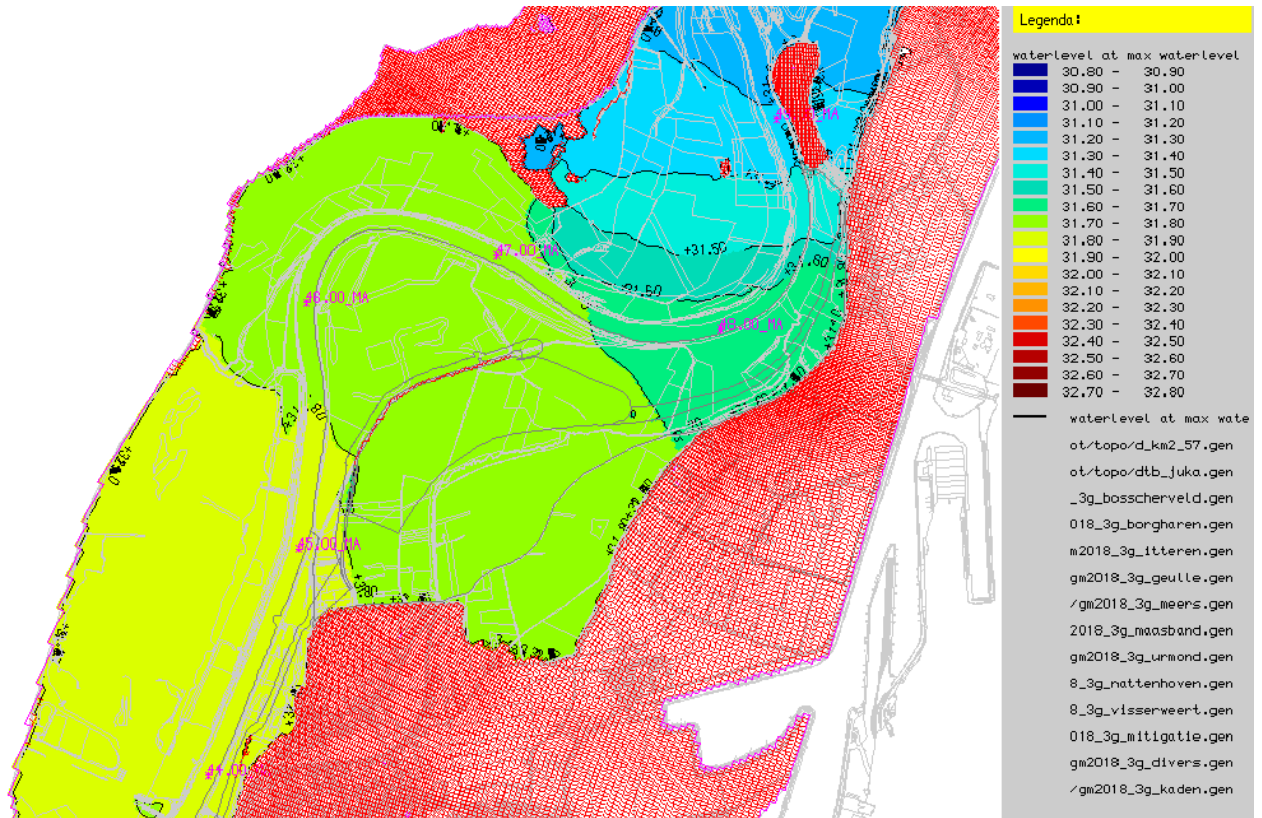 Legenda:
waterlevel at max waterlevel
30.80 - 30.90
30.90 - 31.00
31.00 - 31.10
31.10 - 31.20
31.20 - 31.30
31.30 - 31.40
31.40 - 31.50
31.50 - 31.60
31.60 - 31.70
31.70 - 31.80
31.80 - 31.90
31.90 - 32.00
32.00 - 32.10
32.10 - 32.20
32.20 - 32.30
32.30 - 32.40
32.40 - 32.50
32.50 - 32.60
32.60 - 32.70
32.70 - 32.80
waterlevel at max wate
ot/topo/d_km2_57.gen
ot/topo/dtb_juka.gen
_3g_bosscherveld.gen
018_3g_borgharen.gen
m2018_3g_itteren.gen
gm2018_3g_geulle.gen
/gm2018_3g_meers.gen
2018_3g_maasband.gen
gm2018_3g_urmond.gen
8_3g_nattenhoven.gen
8_3g_visserweert.gen
018_3g_mitigatie.gen
gm2018_3g_divers.gen
/gm2018_3g_kaden.gen
47.00_MA
+31.50
46.00_MA
48.00_MA
45.00_MA